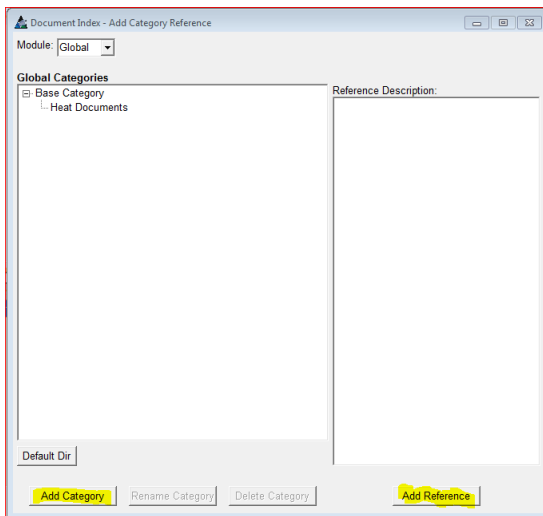 Document Index - Add Category Reference
Module: Global
Global Categories
Reference Description:
Base Category
Heat Documents
Default Dir
Add Category Rename Category Delete Category Add Reference